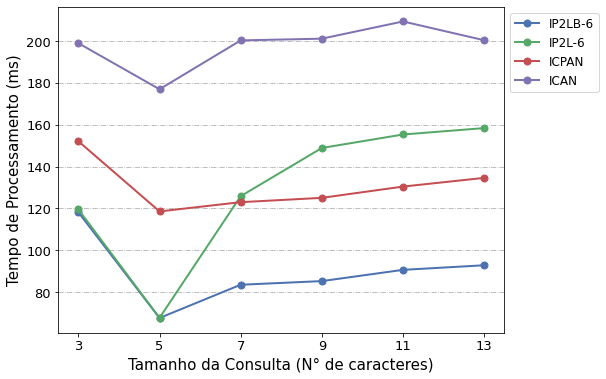 Tempo de Processamento (ms)
200
180
160
140
120
100
80
3 5 7 9 11 13
Tamanho da Consulta (N° de caracteres)
IP2LB-6
IP2L-6
ICPAN
ICAN